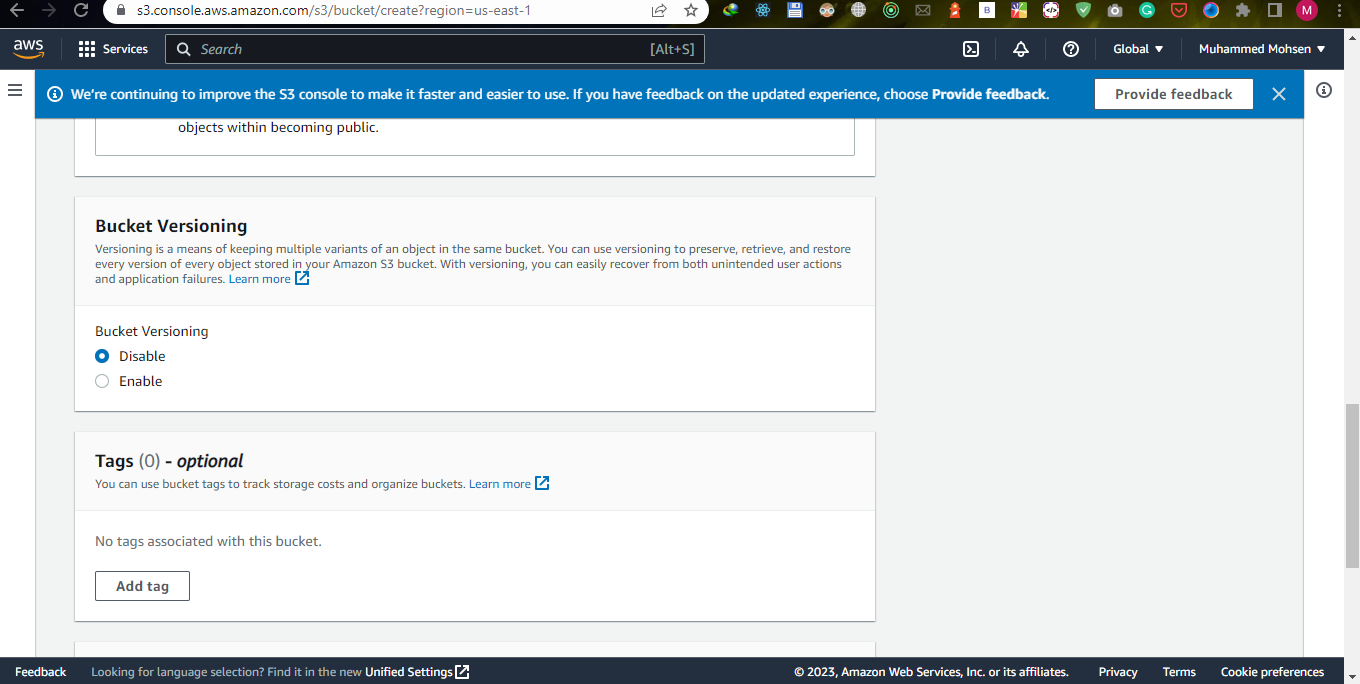 s3.console.aws.amazon.com/s3/bucket/create?region=us-east-1
B
G
M
aws
Services
Search
[Alt+S]
Global
Muhammed Mohsen
We're continuing to improve the S3 console to make it faster and easier to use. If you have feedback on the updated experience, choose Provide feedback.
Provide feedback
objects within becoming public.
Bucket Versioning
Versioning is a means of keeping multiple variants of an object in the same bucket. You can use versioning to preserve, retrieve, and restore
every version of every object stored in your Amazon S3 bucket. With versioning, you can easily recover from both unintended user actions
and application failures. Learn more
Bucket Versioning
Disable
Enable
Tags (0) - optional
You can use bucket tags to track storage costs and organize buckets. Learn more
No tags associated with this bucket.
Add tag
Feedback
Looking for language selection? Find it in the new Unified Settings
© 2023, Amazon Web Services, Inc. or its affiliates.
Privacy
Terms
Cookie preferences